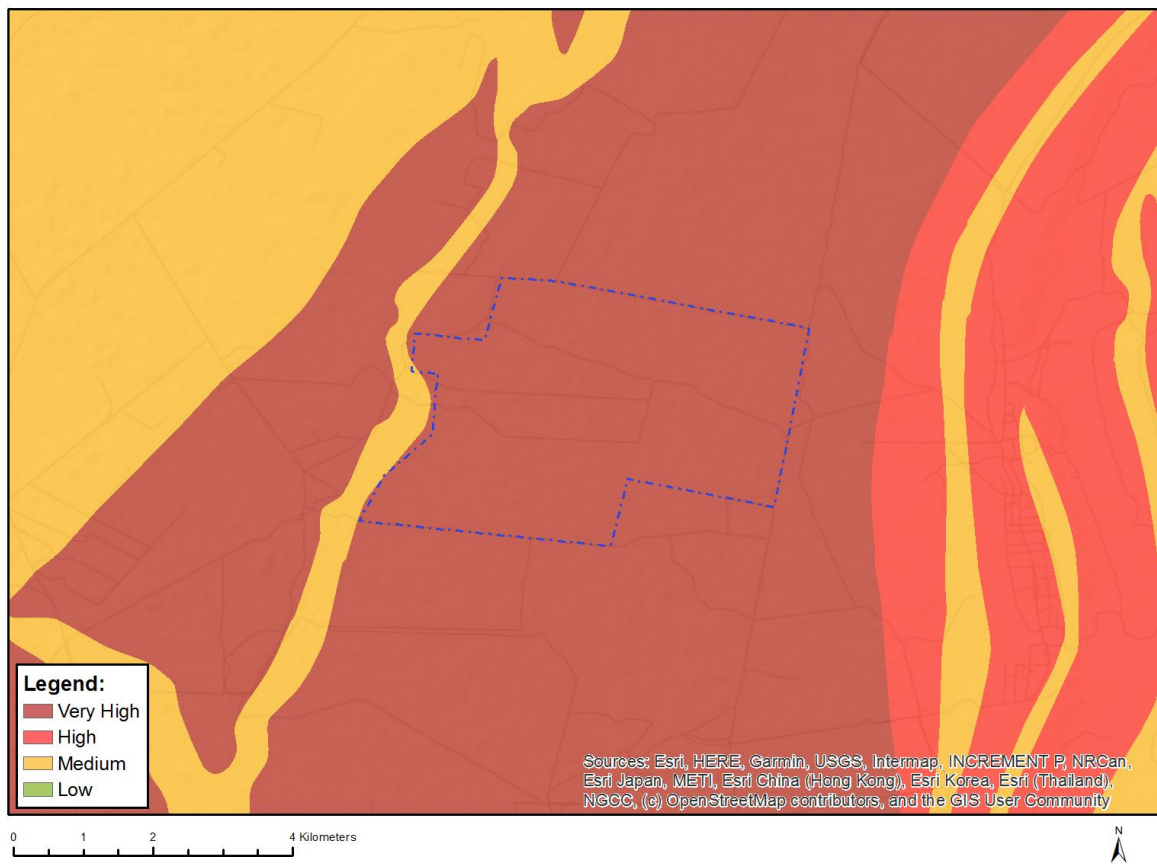 Legend:
Very High
High
Medium
Low
Sources: Esri, HERE, Garmin, USGS, Intermap, INCREMENT P, NRCan,
Esri Japan, METI, Esri China (Hong Kong), Esri Korea, Esri (Thailand),
NGCC, (c) OpenStreetMap contributors, and the GIS User Community
0 1 2 4 Kilometers
N